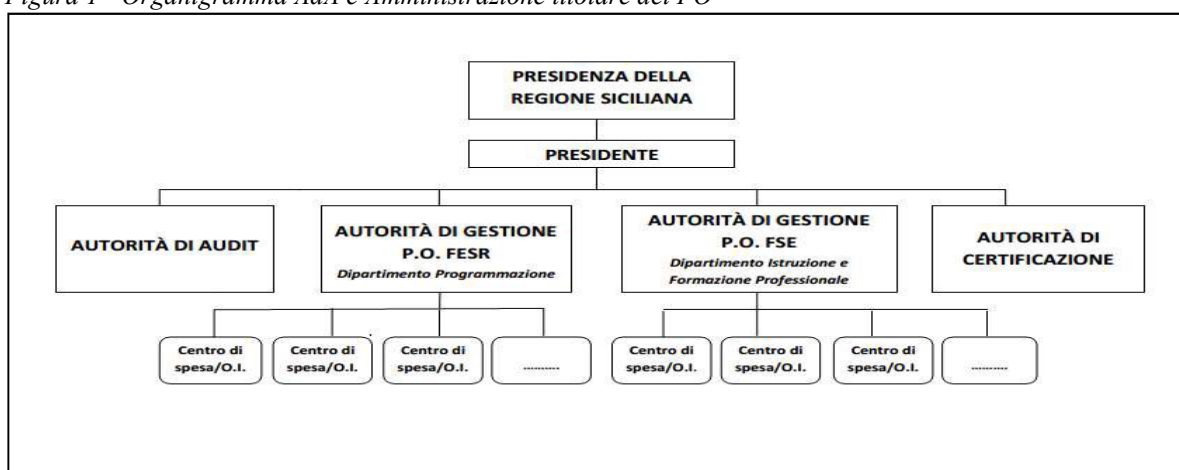 Figura 1 - Organigramma AdA e Amministrazione titolare del PO
PRESIDENZA DELLA
REGIONE SICILIANA
PRESIDENTE
AUTORITÀ DI AUDIT
AUTORITÀ DI GESTIONE
P.O. FESR
Dipartimento Programmazione
AUTORITÀ DI GESTIONE
P.O. FSE
Dipartimento Istruzione e
Formazione Professionale
AUTORITÀ DI
CERTIFICAZIONE
Centro di
spesa/O.I.
Centro di
spesa/O.I.
Centro di
spesa/O.I.
..........
Centro di
spesa/O.I.
Centro di
spesa/O.I.
Centro di
spesa/O.I.
..........